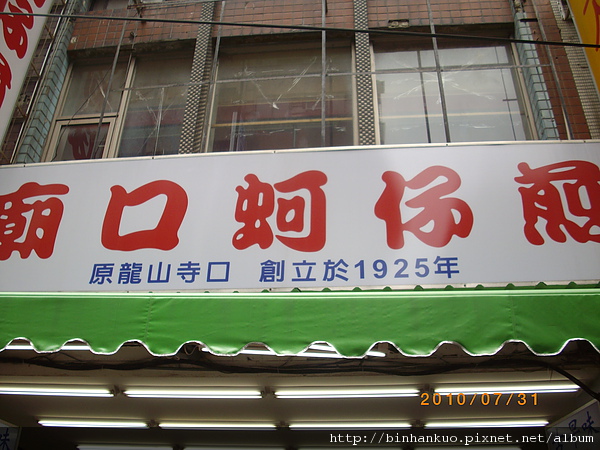 廟口蚵仔煎
原龍山寺口 創立於1925年
2010/07/31
http://binhankuo.pixnet.net/album